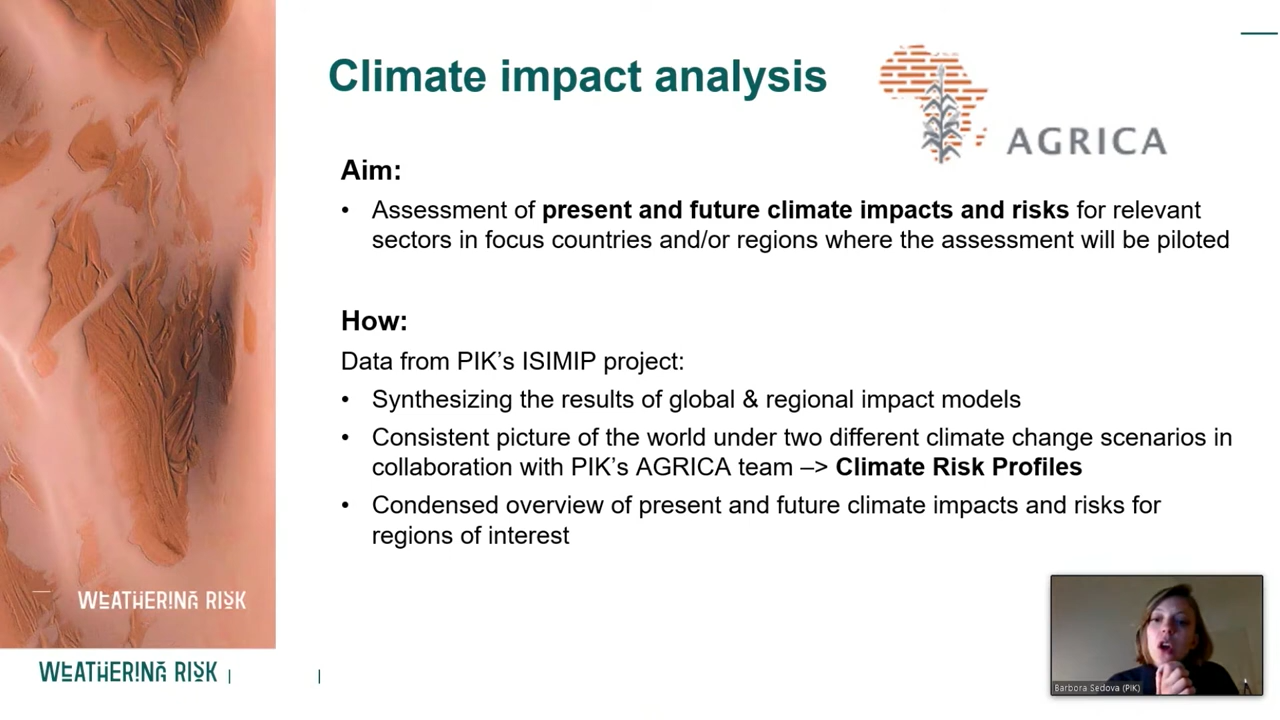 Climate impact analysis
AGRICA
Aim:
• Assessment of present and future climate impacts and risks for relevant
sectors in focus countries and/or regions where the assessment will be piloted
How:
Data from PIK’s ISIMIP project:
• Synthesizing the results of global & regional impact models
• Consistent picture of the world under two different climate change scenarios in
collaboration with PIK’s AGRICA team –> Climate Risk Profiles
• Condensed overview of present and future climate impacts and risks for
regions of interest
WEATHERING RISK
WEATHERING RISK
Barbora Sedova (PIK)